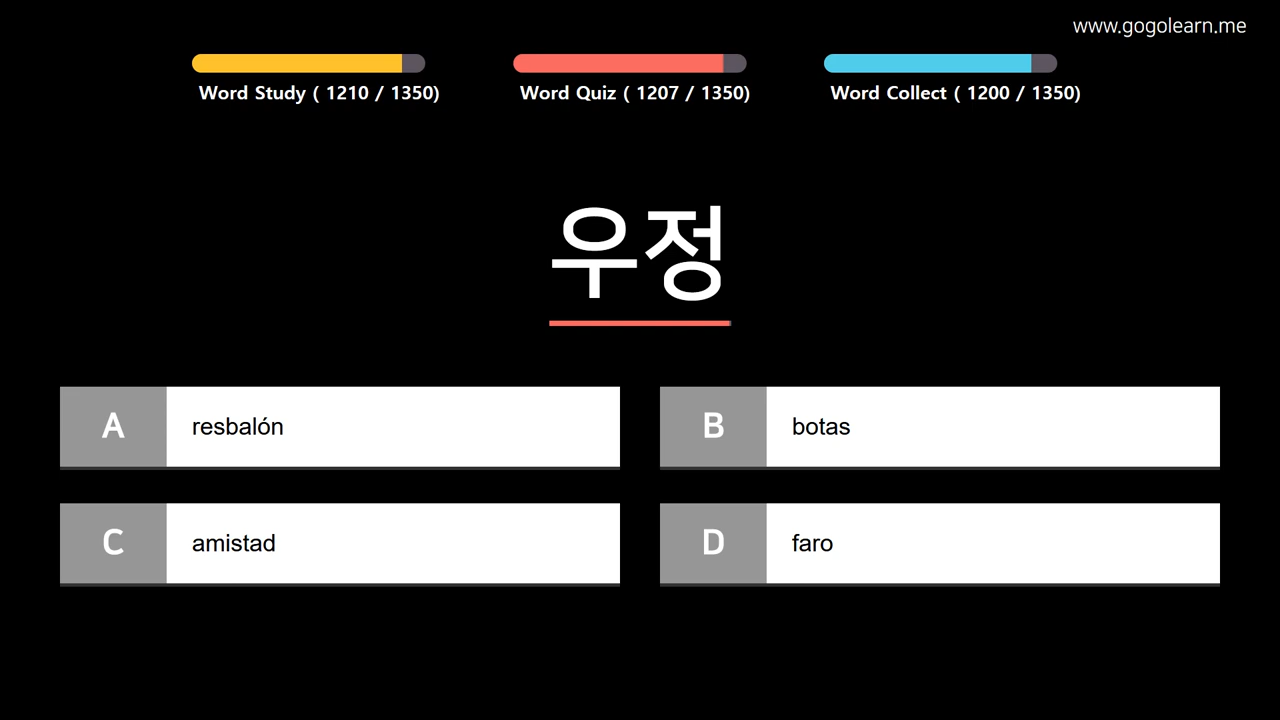 www.gogolearn.me
Word Study ( 1210 / 1350)
Word Quiz ( 1207 / 1350)
Word Collect ( 1200 / 1350)
우정
A resbalón
B botas
C amistad
D faro